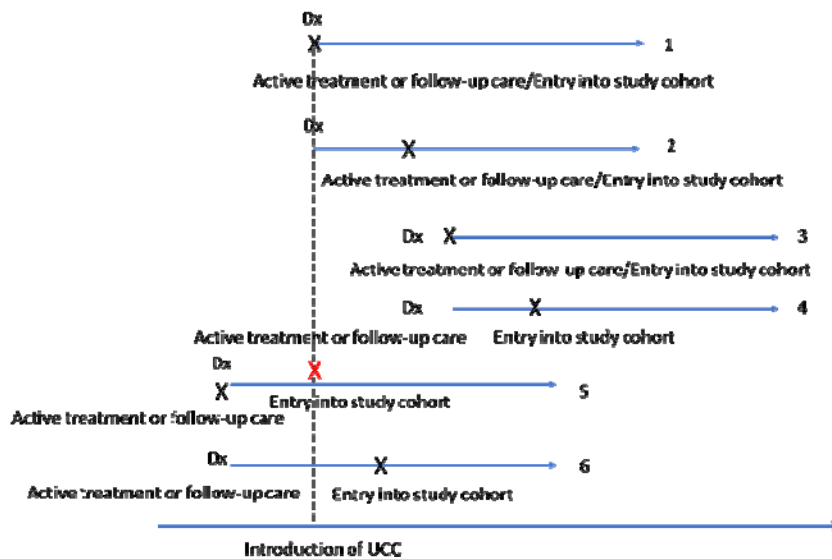 Dx
X 1
Active treatment or follow-up care/Entry into study cohort
Dx
X 2
Active treatment or follow-up care/Entry into study cohort
Dx X 3
Active treatment or follow-up care/Entry into study cohort
Dx X 4
Active treatment or follow-up care Entry into study cohort
Dx X
X 5
Entry into study cohort
Active treatment or follow-up care
Dx X 6
Active treatment or follow-up care Entry into study cohort
Introduction of UCC